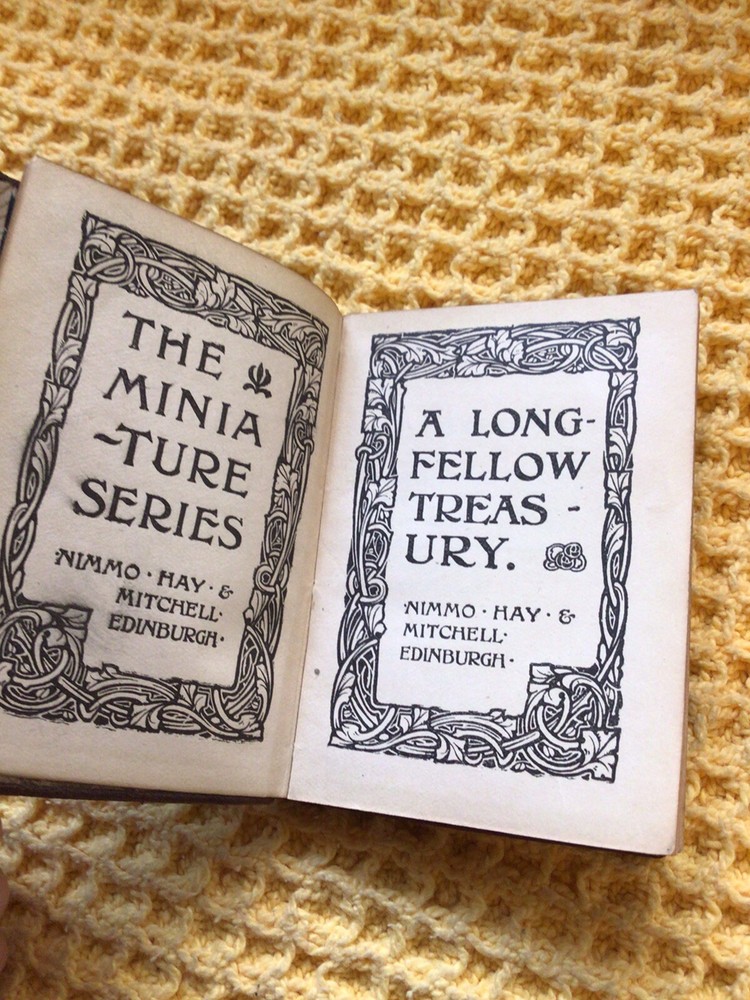 THE
MINIA
-TURE
SERIES
·NIMMO · HAY · &
MITCHELL·
EDINBURGH·
A LONG-
FELLOW
TREAS-
URY.
·NIMMO · HAY · &
MITCHELL·
EDINBURGH·